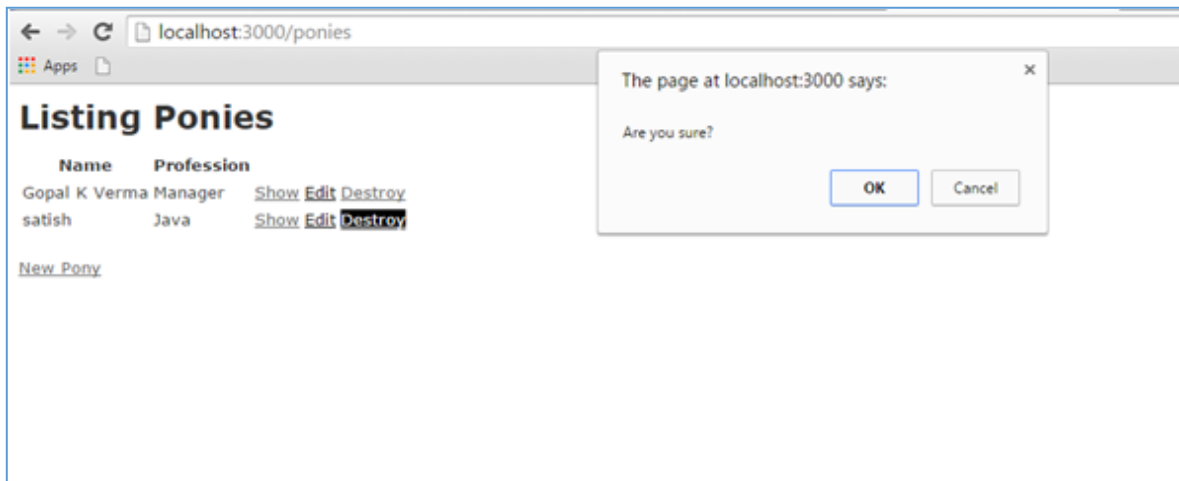 localhost:3000/ponies
Apps
The page at localhost:3000 says:
Are you sure?
OK Cancel
Listing Ponies
Name Profession
Gopal K Verma Manager Show Edit Destroy
satish Java Show Edit Destroy
New Pony